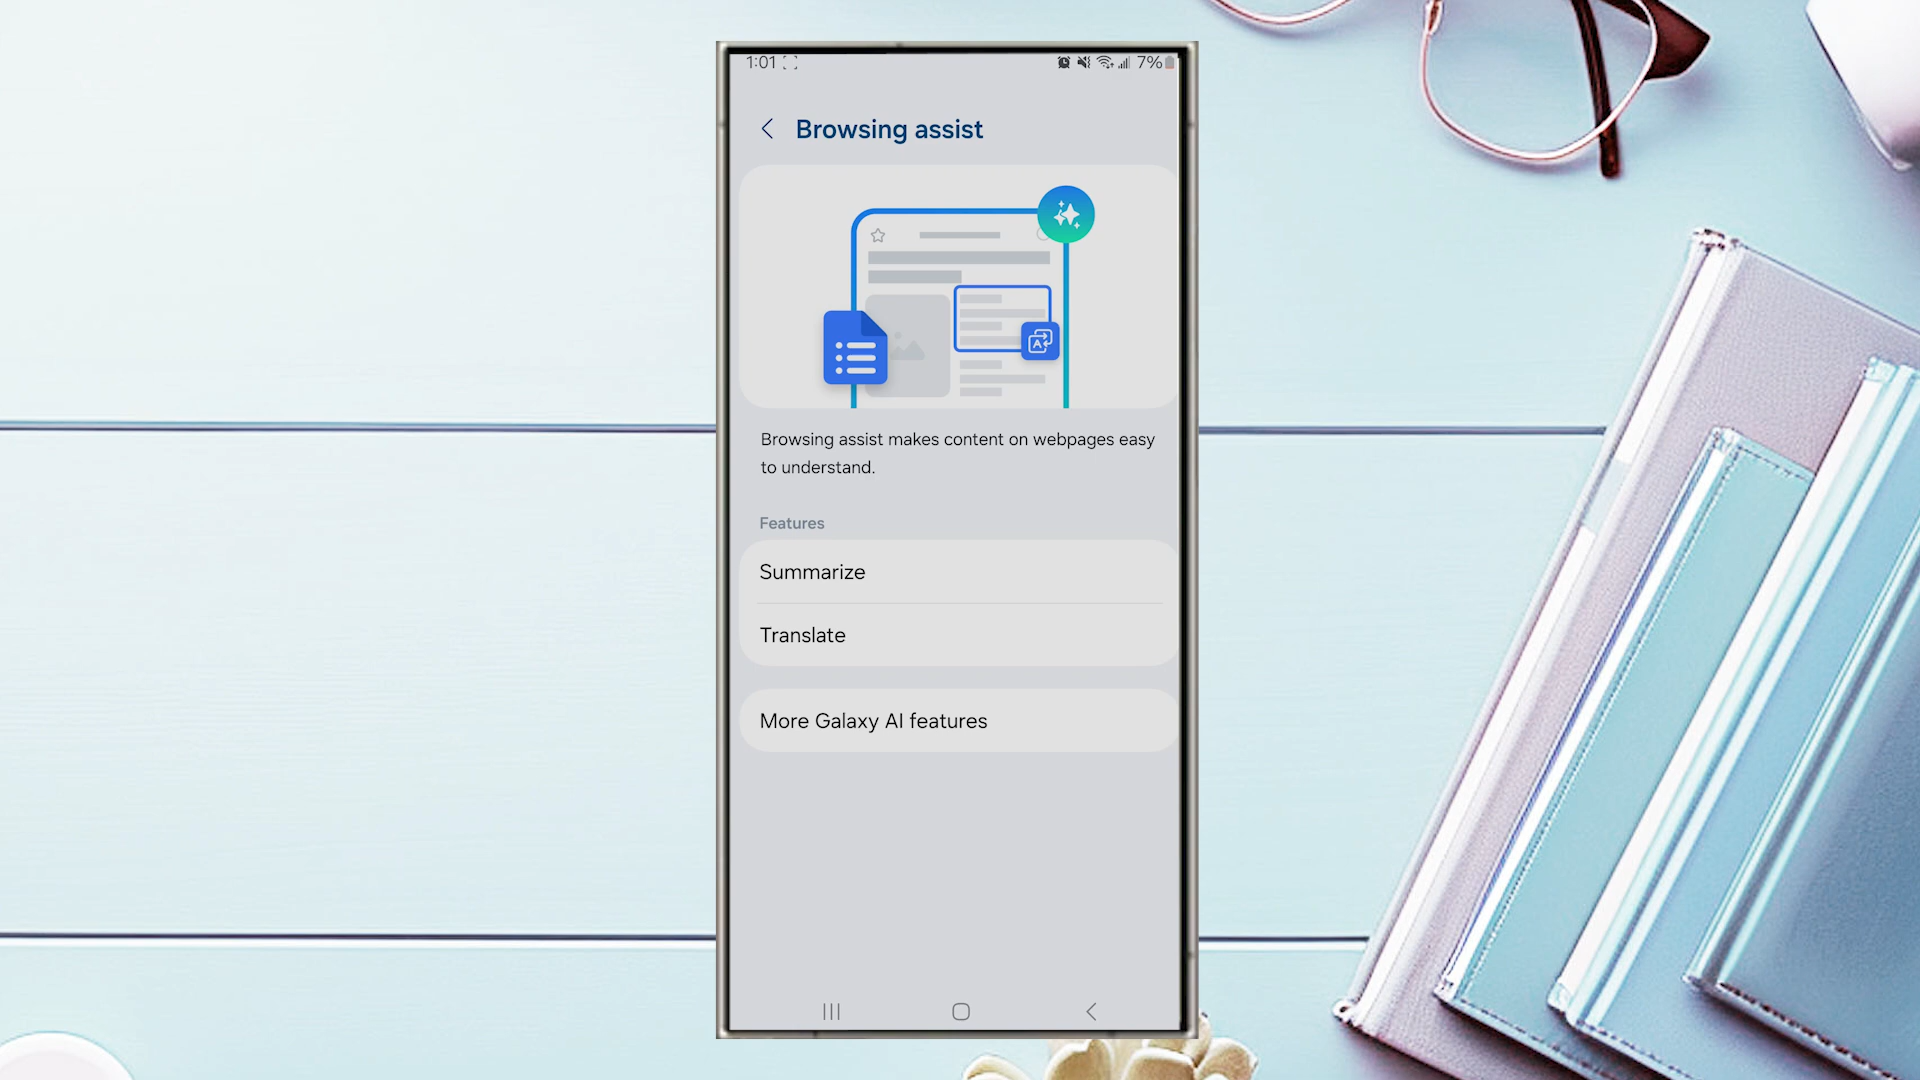 1:01 7%
Browsing assist
A
Browsing assist makes content on webpages easy
to understand.
Features
Summarize
Translate
More Galaxy AI features